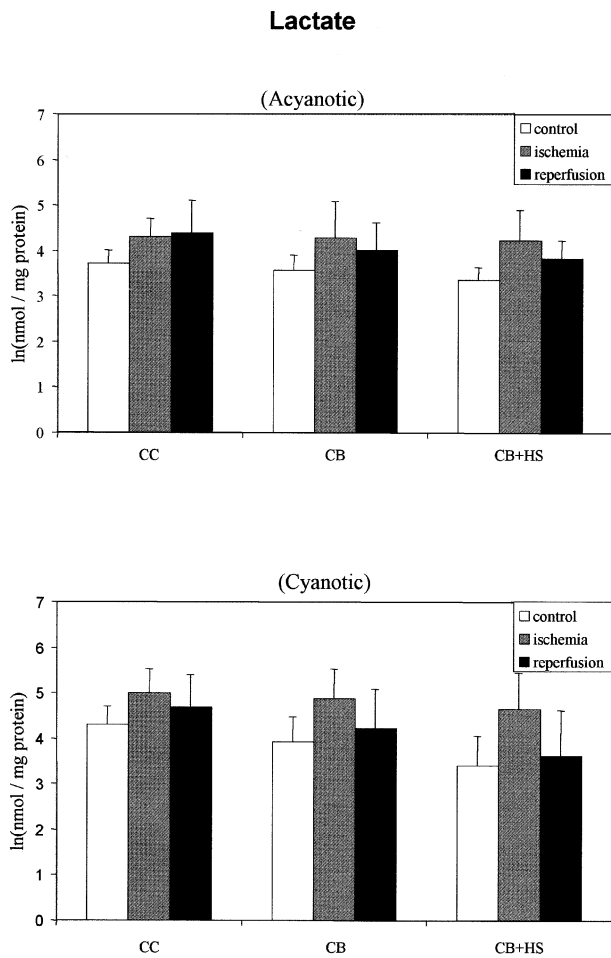 Lactate
(Acyanotic)
7
6
5
4
3
2
1
0
ln(nmol / mg protein)
control
ischemia
reperfusion
CC CB CB+HS
(Cyanotic)
7
6
5
4
3
2
1
0
ln(nmol / mg protein)
control
ischemia
reperfusion
CC CB CB+HS